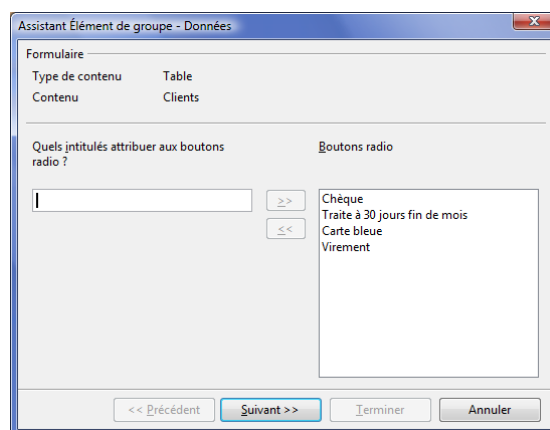 Assistant Élément de groupe - Données
Formulaire
Type de contenu Table
Contenu Clients
Quels intitulés attribuer aux boutons
radio ?
Boutons radio
>>
<<
Chèque
Traite à 30 jours fin de mois
Carte bleue
Virement
<< Précédent Suivant >> Terminer Annuler